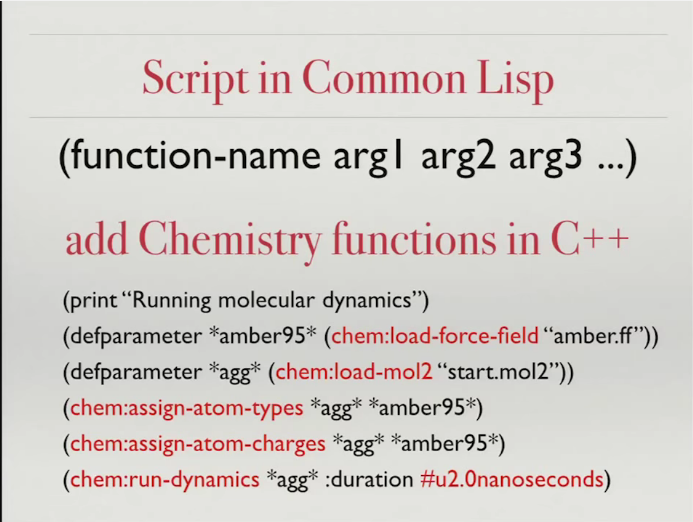 Script in Common Lisp
(function-name arg1 arg2 arg3 ...)
add Chemistry functions in C++
(print “Running molecular dynamics”)
(defparameter *amber95* (chem:load-force-field “amber.ff”))
(defparameter *agg* (chem:load-mol2 “start.mol2”))
(chem:assign-atom-types *agg* *amber95*)
(chem:assign-atom-charges *agg* *amber95*)
(chem:run-dynamics *agg* :duration #u2.0nanoseconds)